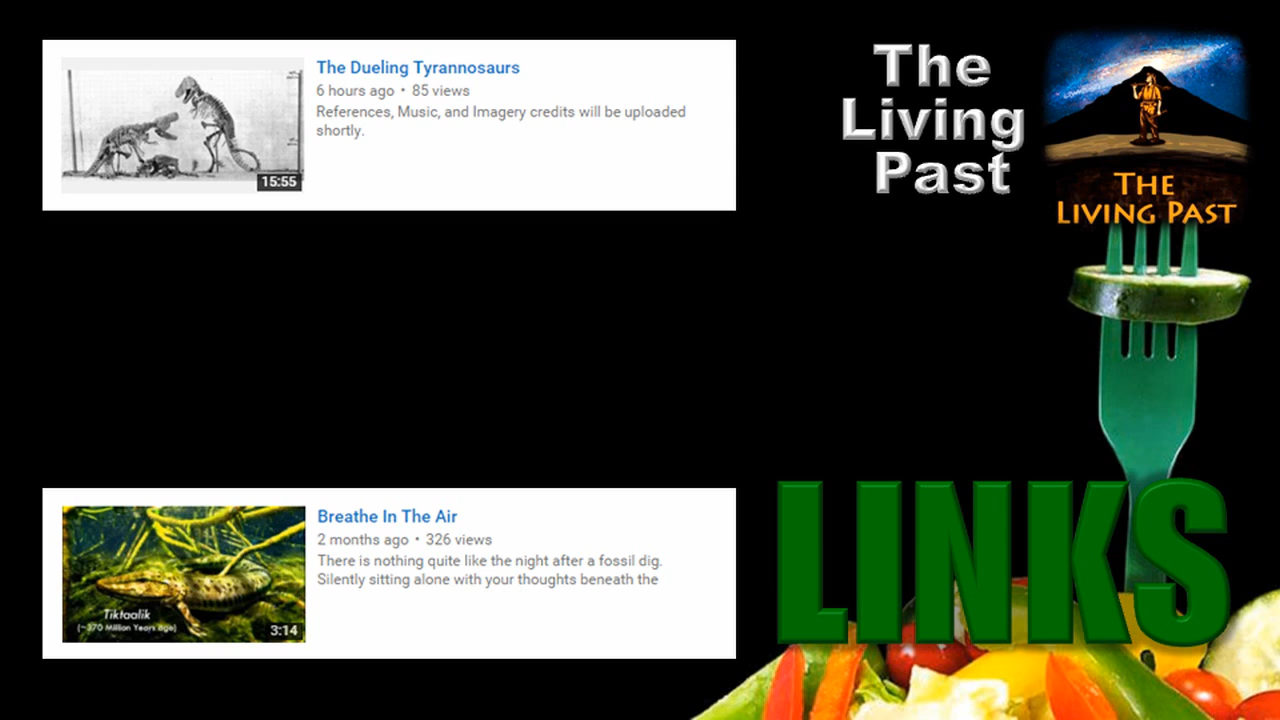 The Dueling Tyrannosaurs
6 hours ago • 85 views
References, Music, and Imagery credits will be uploaded
shortly.
15:55
The
Living
Past
THE
LIVING PAST
Breathe In The Air
2 months ago • 326 views
There is nothing quite like the night after a fossil dig.
Silently sitting alone with your thoughts beneath the
Tiktaalik
(~370 Million Years Ago)
3:14
LINKS